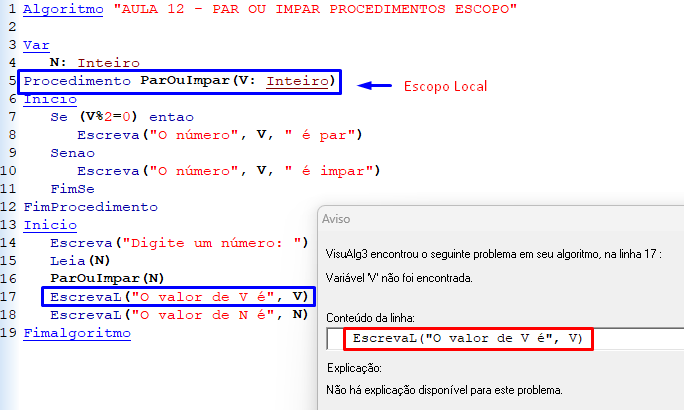 1 Algoritmo "AULA 12 - PAR OU IMPAR PROCEDIMENTOS ESCOPO"
2
3 Var
4 N: Inteiro
5 Procedimento ParOuImpar(V: Inteiro)
Escopo Local
6 Inicio
7 Se (V%2=0) entao
8 Escreva("O número", V, " é par")
9 Senao
10 Escreva("O número", V, " é impar")
11 FimSe
12 FimProcedimento
13 Inicio
14 Escreva("Digite um número: ")
15 Leia(N)
16 ParOuImpar(N)
17 EscrevaL("O valor de V é", V)
18 EscrevaL("O valor de N é", N)
19 Fimalgoritmo
Aviso
VisuAlg3 encontrou o seguinte problema em seu algoritmo, na linha 17 :
Variável 'V' não foi encontrada.
Conteúdo da linha:
EscrevaL("O valor de V é", V)
Explicação:
Não há explicação disponível para este problema.